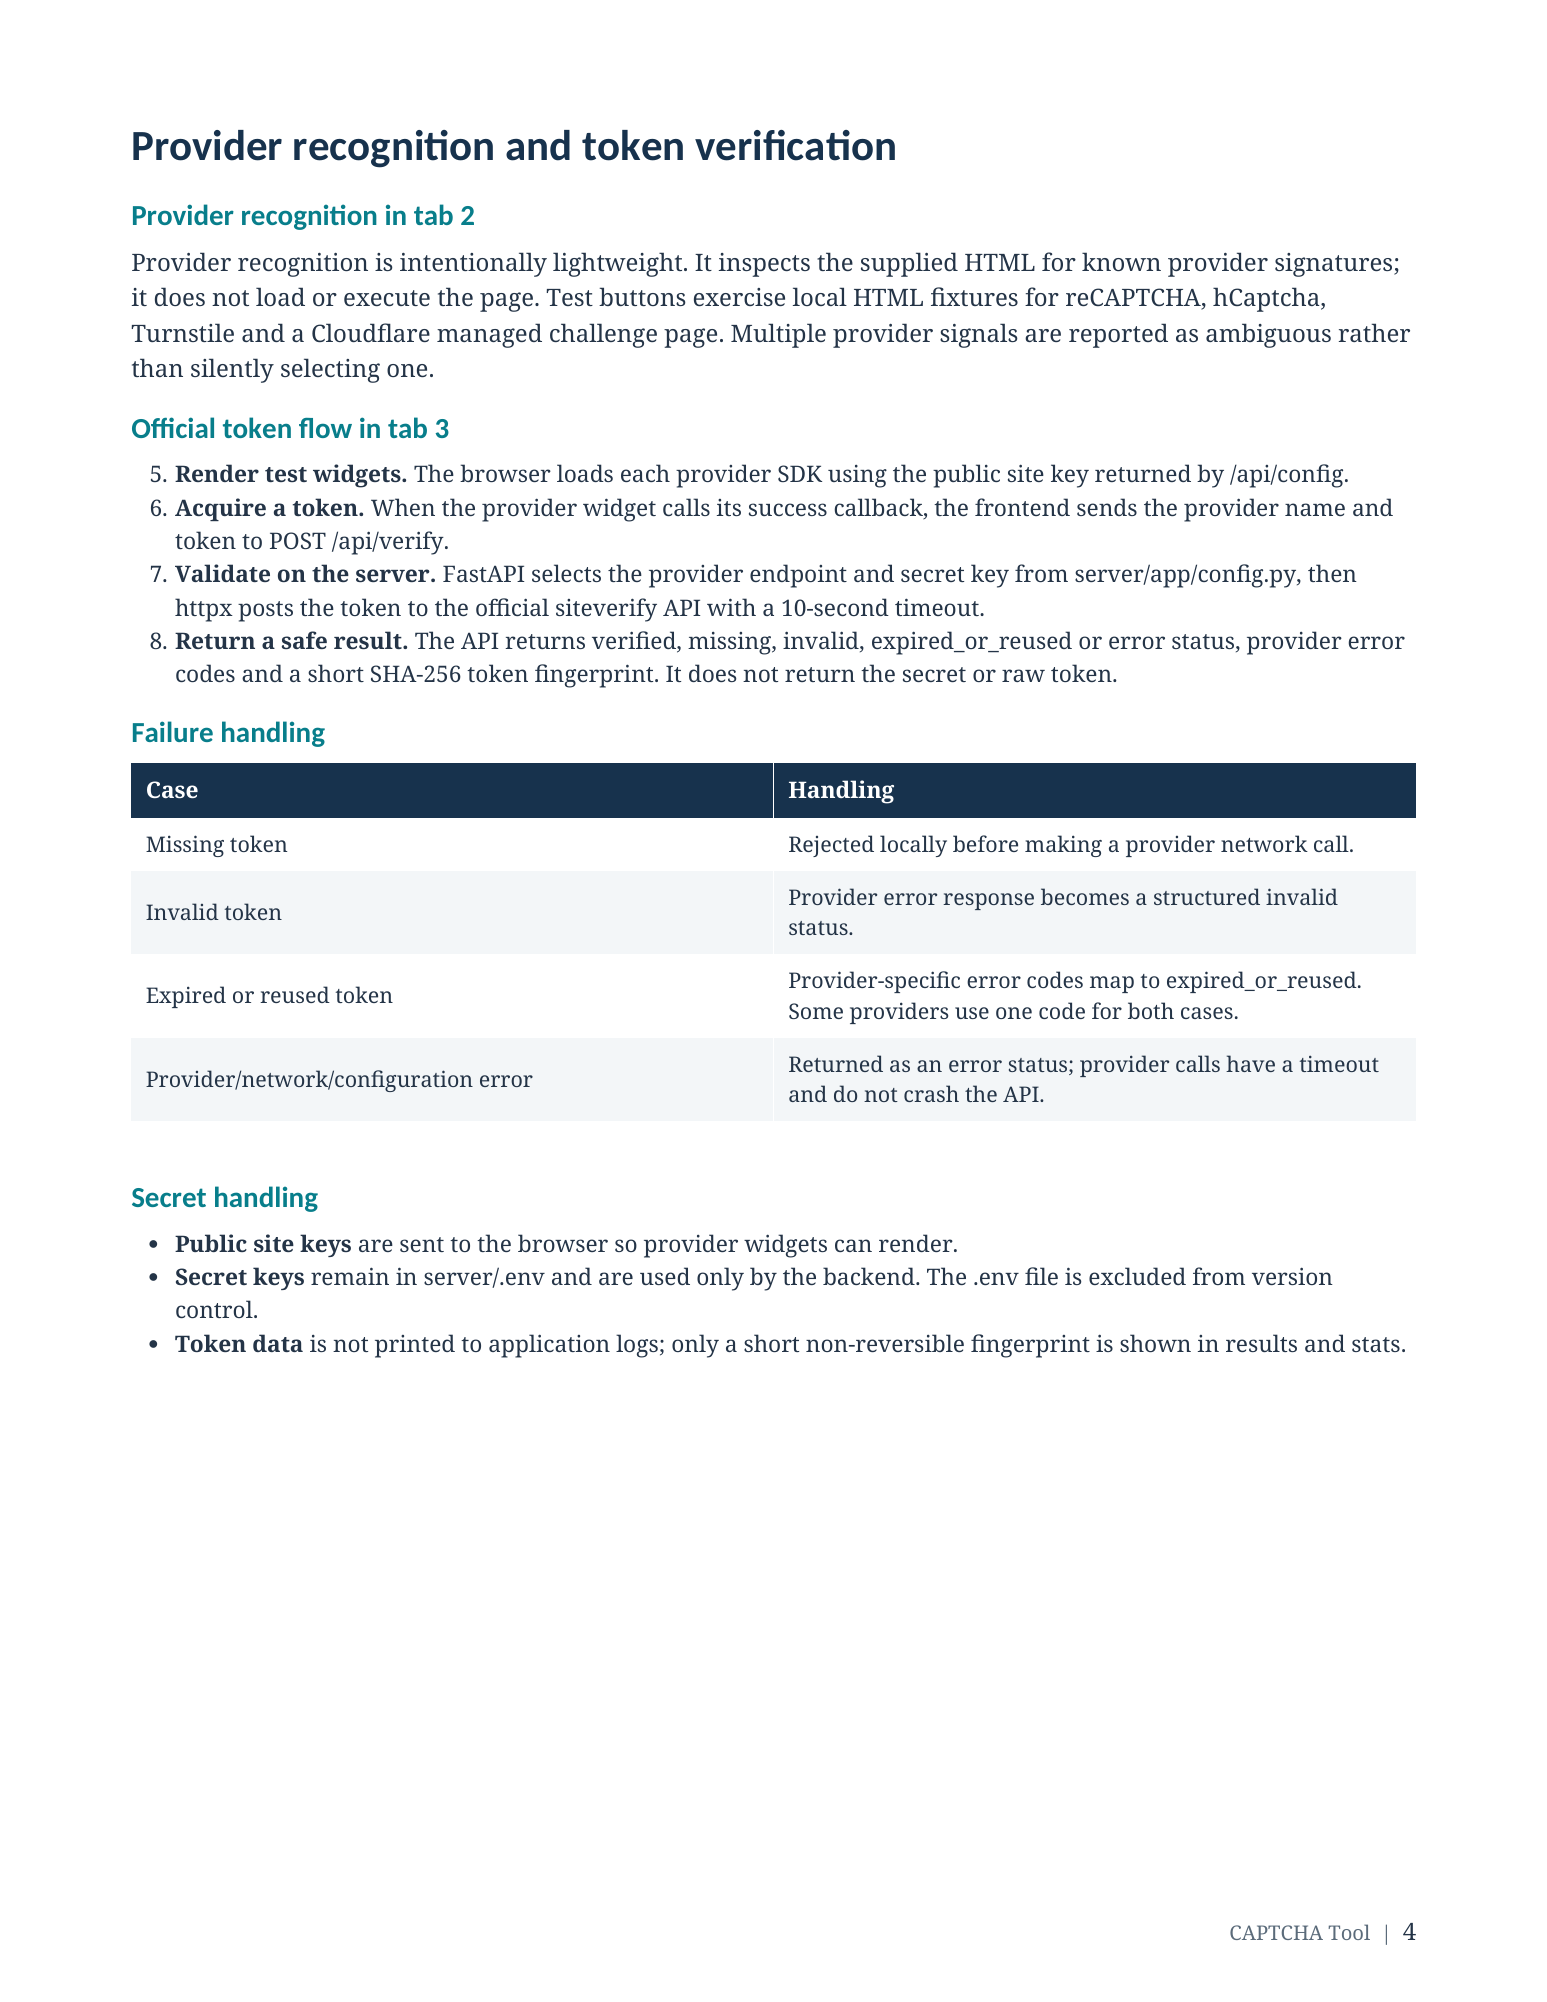 Provider recognition and token verification
Provider recognition in tab 2
Provider recognition is intentionally lightweight. It inspects the supplied HTML for known provider signatures;
it does not load or execute the page. Test buttons exercise local HTML fixtures for reCAPTCHA, hCaptcha,
Turnstile and a Cloudflare managed challenge page. Multiple provider signals are reported as ambiguous rather
than silently selecting one.
Official token flow in tab 3
5. Render test widgets. The browser loads each provider SDK using the public site key returned by /api/config.
6. Acquire a token. When the provider widget calls its success callback, the frontend sends the provider name and
token to POST /api/verify.
7. Validate on the server. FastAPI selects the provider endpoint and secret key from server/app/config.py, then
httpx posts the token to the official siteverify API with a 10-second timeout.
8. Return a safe result. The API returns verified, missing, invalid, expired_or_reused or error status, provider error
codes and a short SHA-256 token fingerprint. It does not return the secret or raw token.
Failure handling
Case Handling
Missing token Rejected locally before making a provider network call.
Invalid token Provider error response becomes a structured invalid
status.
Expired or reused token Provider-specific error codes map to expired_or_reused.
Some providers use one code for both cases.
Provider/network/configuration error Returned as an error status; provider calls have a timeout
and do not crash the API.
Secret handling
• Public site keys are sent to the browser so provider widgets can render.
• Secret keys remain in server/.env and are used only by the backend. The .env file is excluded from version
control.
• Token data is not printed to application logs; only a short non-reversible fingerprint is shown in results and stats.
CAPTCHA Tool | 4